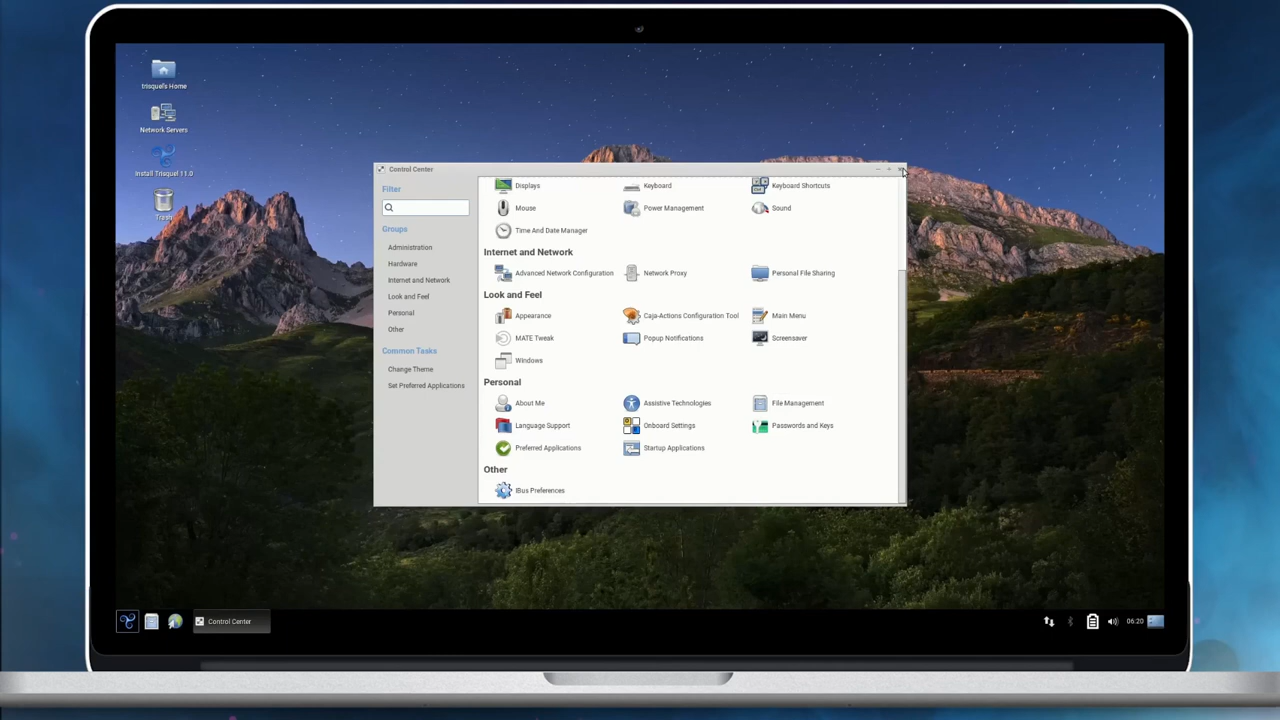 trisquel's Home
Network Servers
Install Trisquel 11.0
Trash
Control Center
Filter
Groups
Administration
Hardware
Internet and Network
Look and Feel
Personal
Other
Common Tasks
Change Theme
Set Preferred Applications
Displays
Keyboard
Keyboard Shortcuts
Mouse
Power Management
Sound
Time And Date Manager
Internet and Network
Advanced Network Configuration
Network Proxy
Personal File Sharing
Look and Feel
Appearance
Caja-Actions Configuration Tool
Main Menu
MATE Tweak
Popup Notifications
Screensaver
Windows
Personal
About Me
Assistive Technologies
File Management
Language Support
Onboard Settings
Passwords and Keys
Preferred Applications
Startup Applications
Other
IBus Preferences
Control Center
06:20